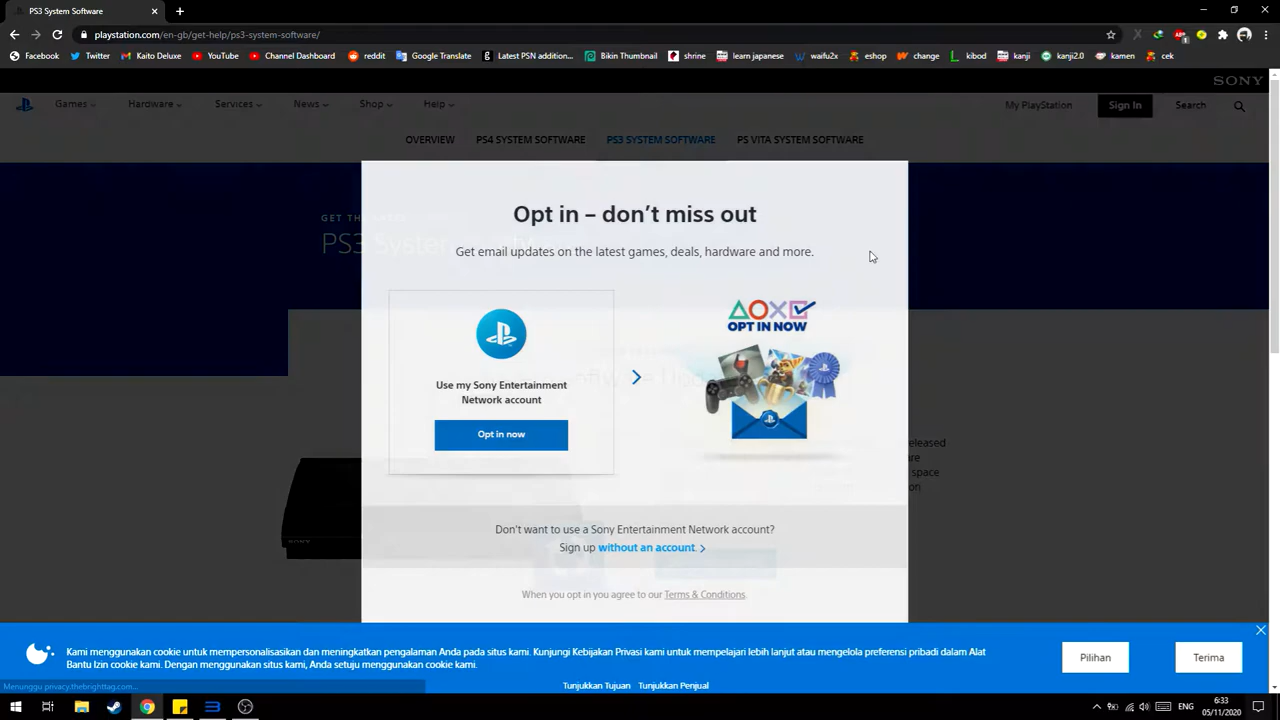 PS3 System Software
playstation.com/en-gb/get-help/ps3-system-software/
Facebook Twitter Kaito Deluxe YouTube Channel Dashboard reddit Google Translate Latest PSN addition... Bikin Thumbnail shrine learn japanese waifu2x eshop change kibod kanji kanji2.0 kamen cek
SONY
Games Hardware Services News Shop Help My PlayStation Sign In Search
OVERVIEW PS4 SYSTEM SOFTWARE PS3 SYSTEM SOFTWARE PS VITA SYSTEM SOFTWARE
Opt in – don't miss out
GET TH
PS3 Syste
Get email updates on the latest games, deals, hardware and more.
OPT IN NOW
Use my Sony Entertainment
Network account
Opt in now
eleased
are
space
on
Don't want to use a Sony Entertainment Network account?
Sign up without an account.
SONY
When you opt in you agree to our Terms & Conditions.
Kami menggunakan cookie untuk mempersonalisasikan dan meningkatkan pengalaman Anda pada situs kami. Kunjungi Kebijakan Privasi kami untuk mempelajari lebih lanjut atau mengelola preferensi pribadi dalam Alat
Bantu Izin cookie kami. Dengan menggunakan situs kami, Anda setuju menggunakan cookie kami.
Pilihan Terima
Tunjukkan Tujuan Tunjukkan Penjual
Menunggu privacy.thebrighttag.com...
ENG
6:33
05/11/2020